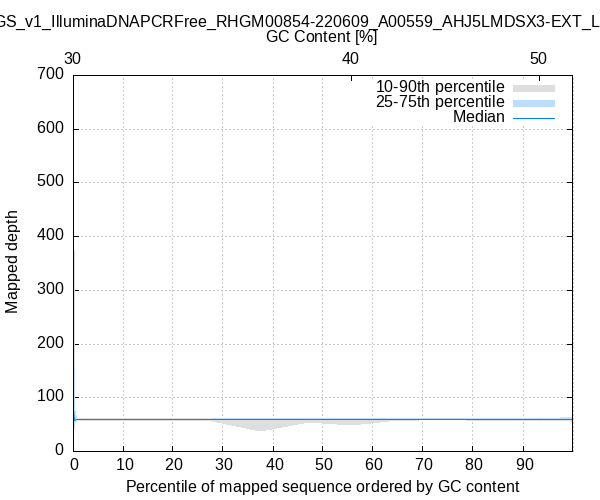 GS_v1_IlluminaDNAPCRFree_RHGM00854-220609_A00559_AHJ5LMDSX3-EXT_L
GC Content [%]
30 40 50
700
10-90th percentile
25-75th percentile
Median
600
500
400
300
200
100
0
Mapped depth
0 10 20 30 40 50 60 70 80 90
Percentile of mapped sequence ordered by GC content